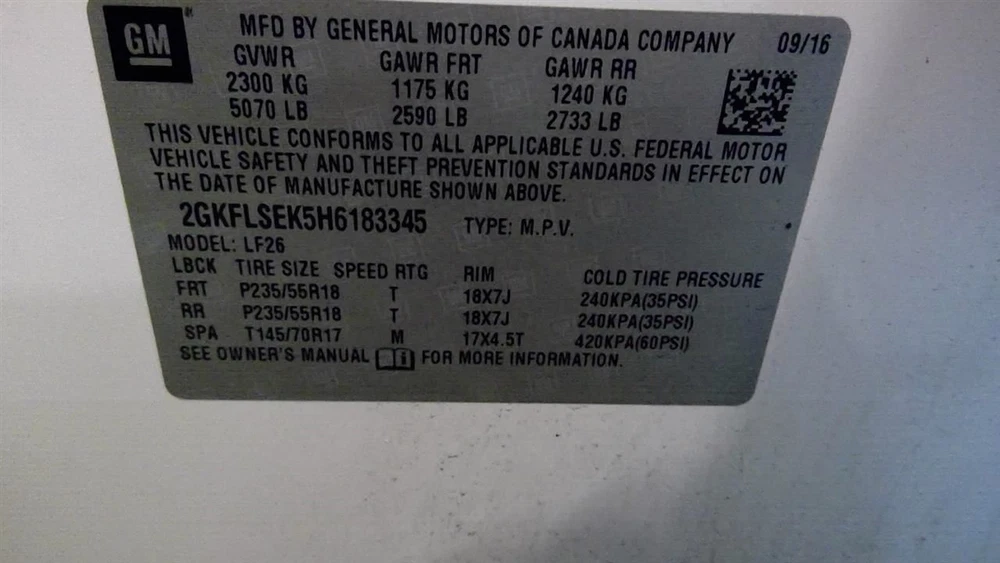 GM
MFD BY GENERAL MOTORS OF CANADA COMPANY 09/16
GVWR GAWR FRT GAWR RR
2300 KG 1175 KG 1240 KG
5070 LB 2590 LB 2733 LB
THIS VEHICLE CONFORMS TO ALL APPLICABLE U.S. FEDERAL MOTOR
VEHICLE SAFETY AND THEFT PREVENTION STANDARDS IN EFFECT ON
THE DATE OF MANUFACTURE SHOWN ABOVE.
2GKFLSEK5H6183345 TYPE: M.P.V.
MODEL: LF26
LBCK TIRE SIZE SPEED RTG RIM COLD TIRE PRESSURE
FRT P235/55R18 T 18X7J 240KPA(35PSI)
RR P235/55R18 T 18X7J 240KPA(35PSI)
SPA T145/70R17 M 17X4.5T 420KPA(60PSI)
SEE OWNER'S MANUAL FOR MORE INFORMATION.